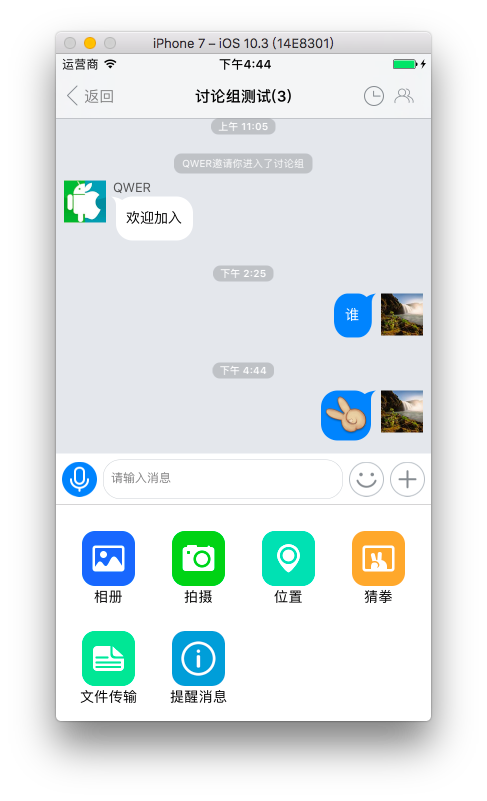 iPhone 7 – iOS 10.3 (14E8301)
运营商 下午4:44
返回 讨论组测试(3)
上午 11:05
QWER邀请你进入了讨论组
QWER
欢迎加入
下午 2:25
谁
下午 4:44
请输入消息
相册 拍摄 位置 猜拳
文件传输 提醒消息